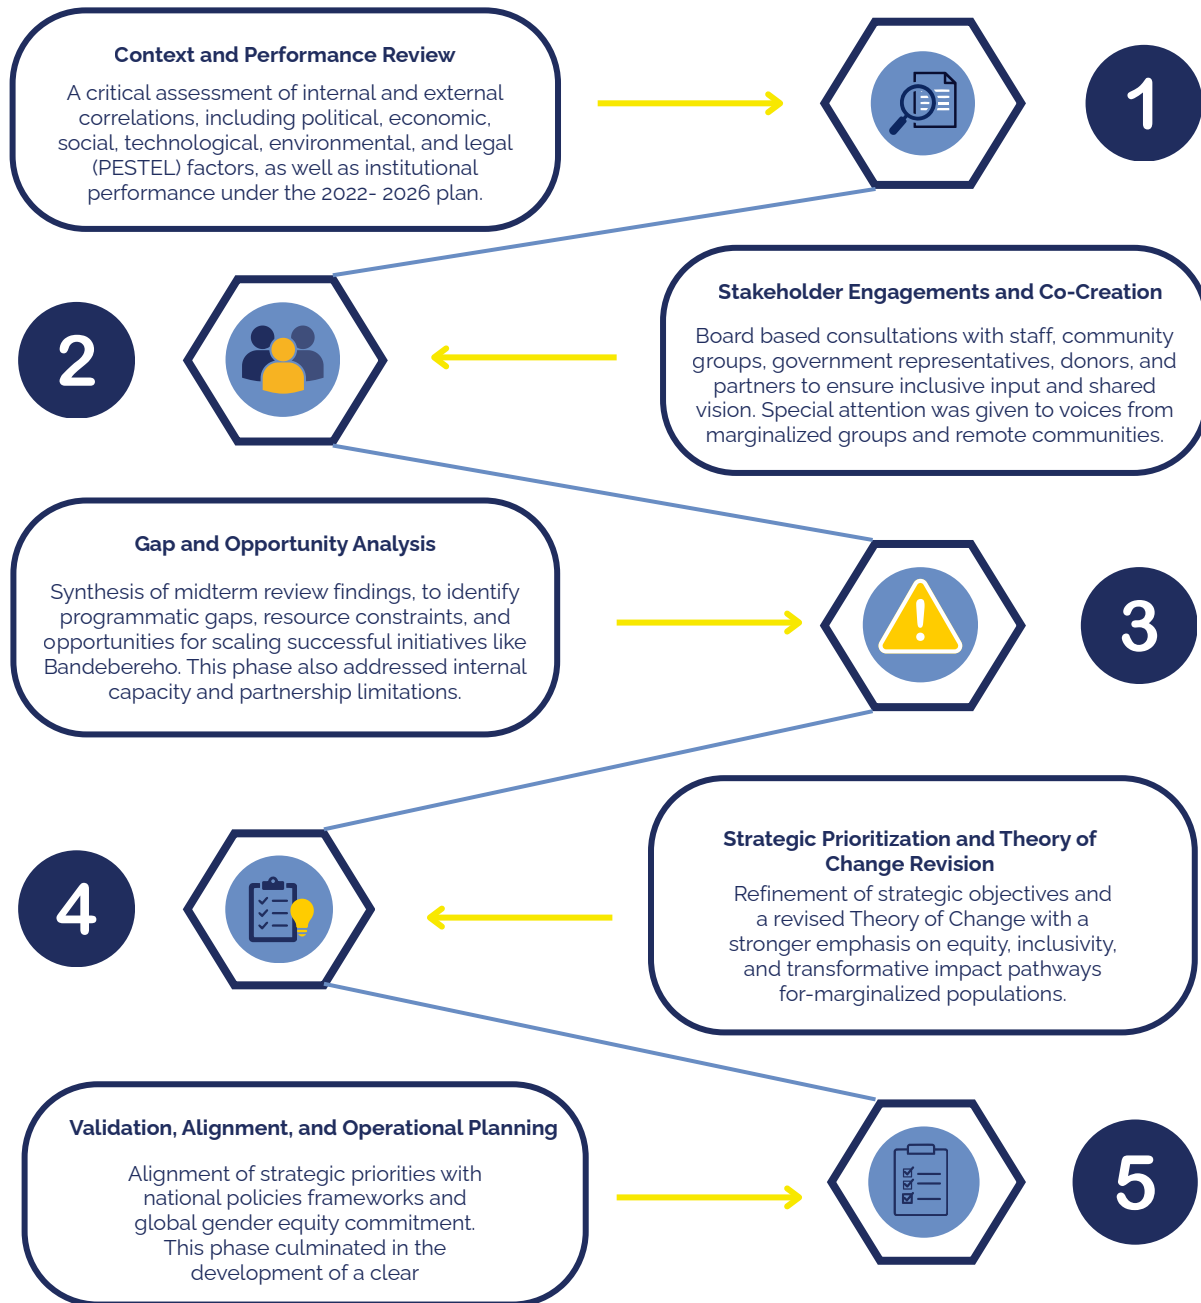 Context and Performance Review
A critical assessment of internal and external
correlations, including political, economic,
social, technological, environmental, and legal
(PESTEL) factors, as well as institutional
performance under the 2022- 2026 plan.
1
2
Stakeholder Engagements and Co-Creation
Board based consultations with staff, community
groups, government representatives, donors, and
partners to ensure inclusive input and shared
vision. Special attention was given to voices from
marginalized groups and remote communities.
Gap and Opportunity Analysis
Synthesis of midterm review findings, to identify
programmatic gaps, resource constraints, and
opportunities for scaling successful initiatives like
Bandebereho. This phase also addressed internal
capacity and partnership limitations.
3
4
Strategic Prioritization and Theory of
Change Revision
Refinement of strategic objectives and
a revised Theory of Change with a
stronger emphasis on equity, inclusivity,
and transformative impact pathways
for-marginalized populations.
Validation, Alignment, and Operational Planning
Alignment of strategic priorities with
national policies frameworks and
global gender equity commitment.
This phase culminated in the
development of a clear
5